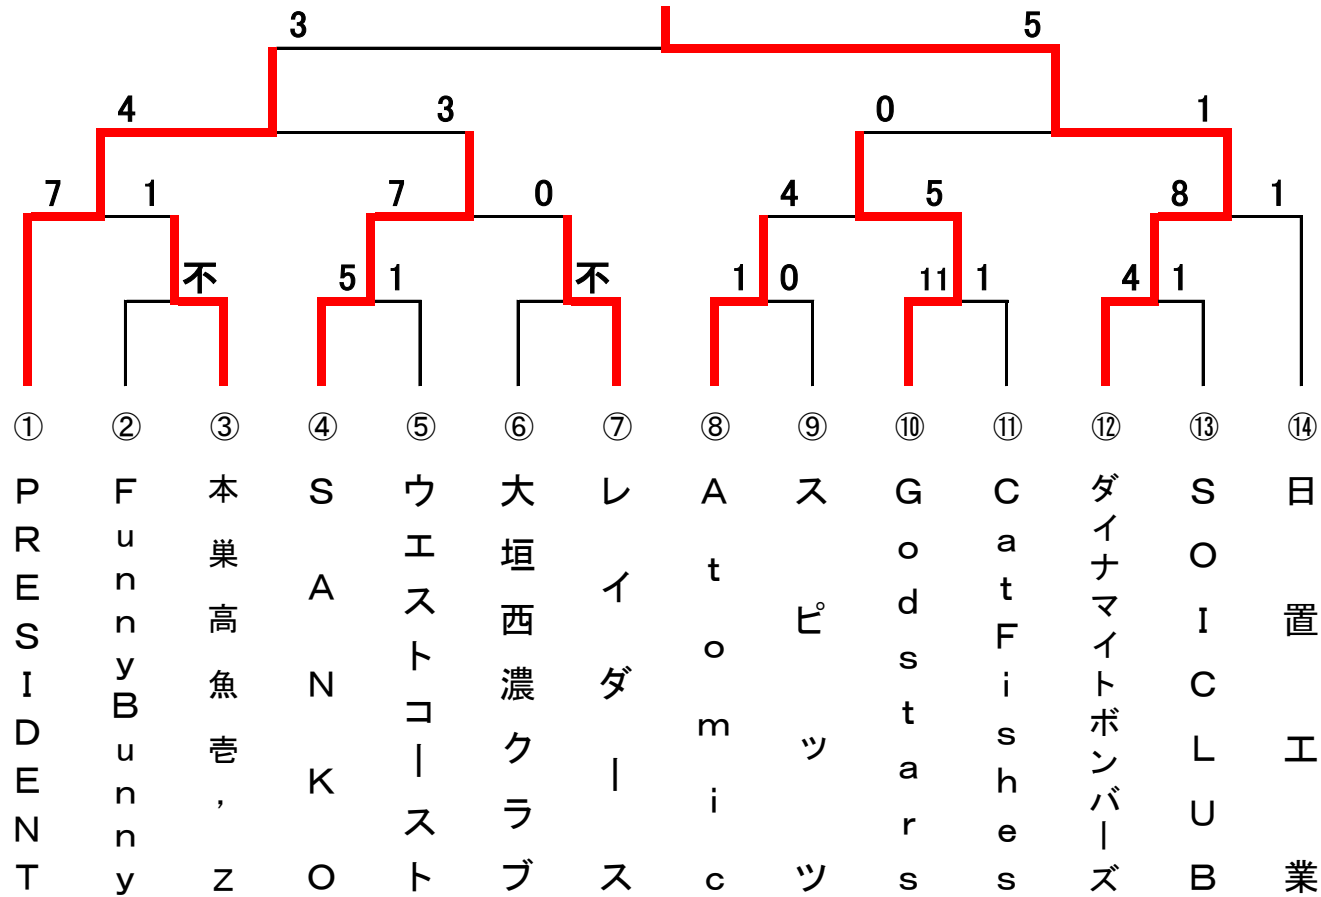 3 5
4 3 0 1
7 1 7 0 4 5 8 1
不 5 1 不 1 0 11 1 4 1
① ② ③ ④ ⑤ ⑥ ⑦ ⑧ ⑨ ⑩ ⑪ ⑫ ⑬ ⑭
PRESIDENT
FunnyBunny
本巣高魚壱,z
SANKO
ウエストコースト
大垣西濃クラブ
レイダース
Atomic
スピッツ
Godstars
CatFishes
ダイナマイトボンバーズ
SOICLUB
日置工業